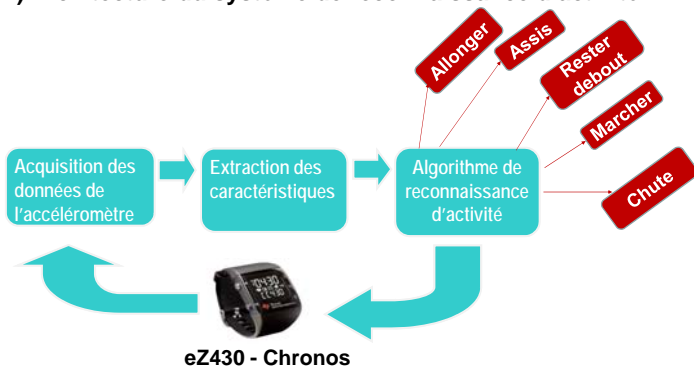 Allonger
Assis
Rester
debout
Marcher
Chute
Acquisition des
données de
l'accéléromètre
Extraction des
caractéristiques
Algorithme de
reconnaissance
d'activité
eZ430 - Chronos